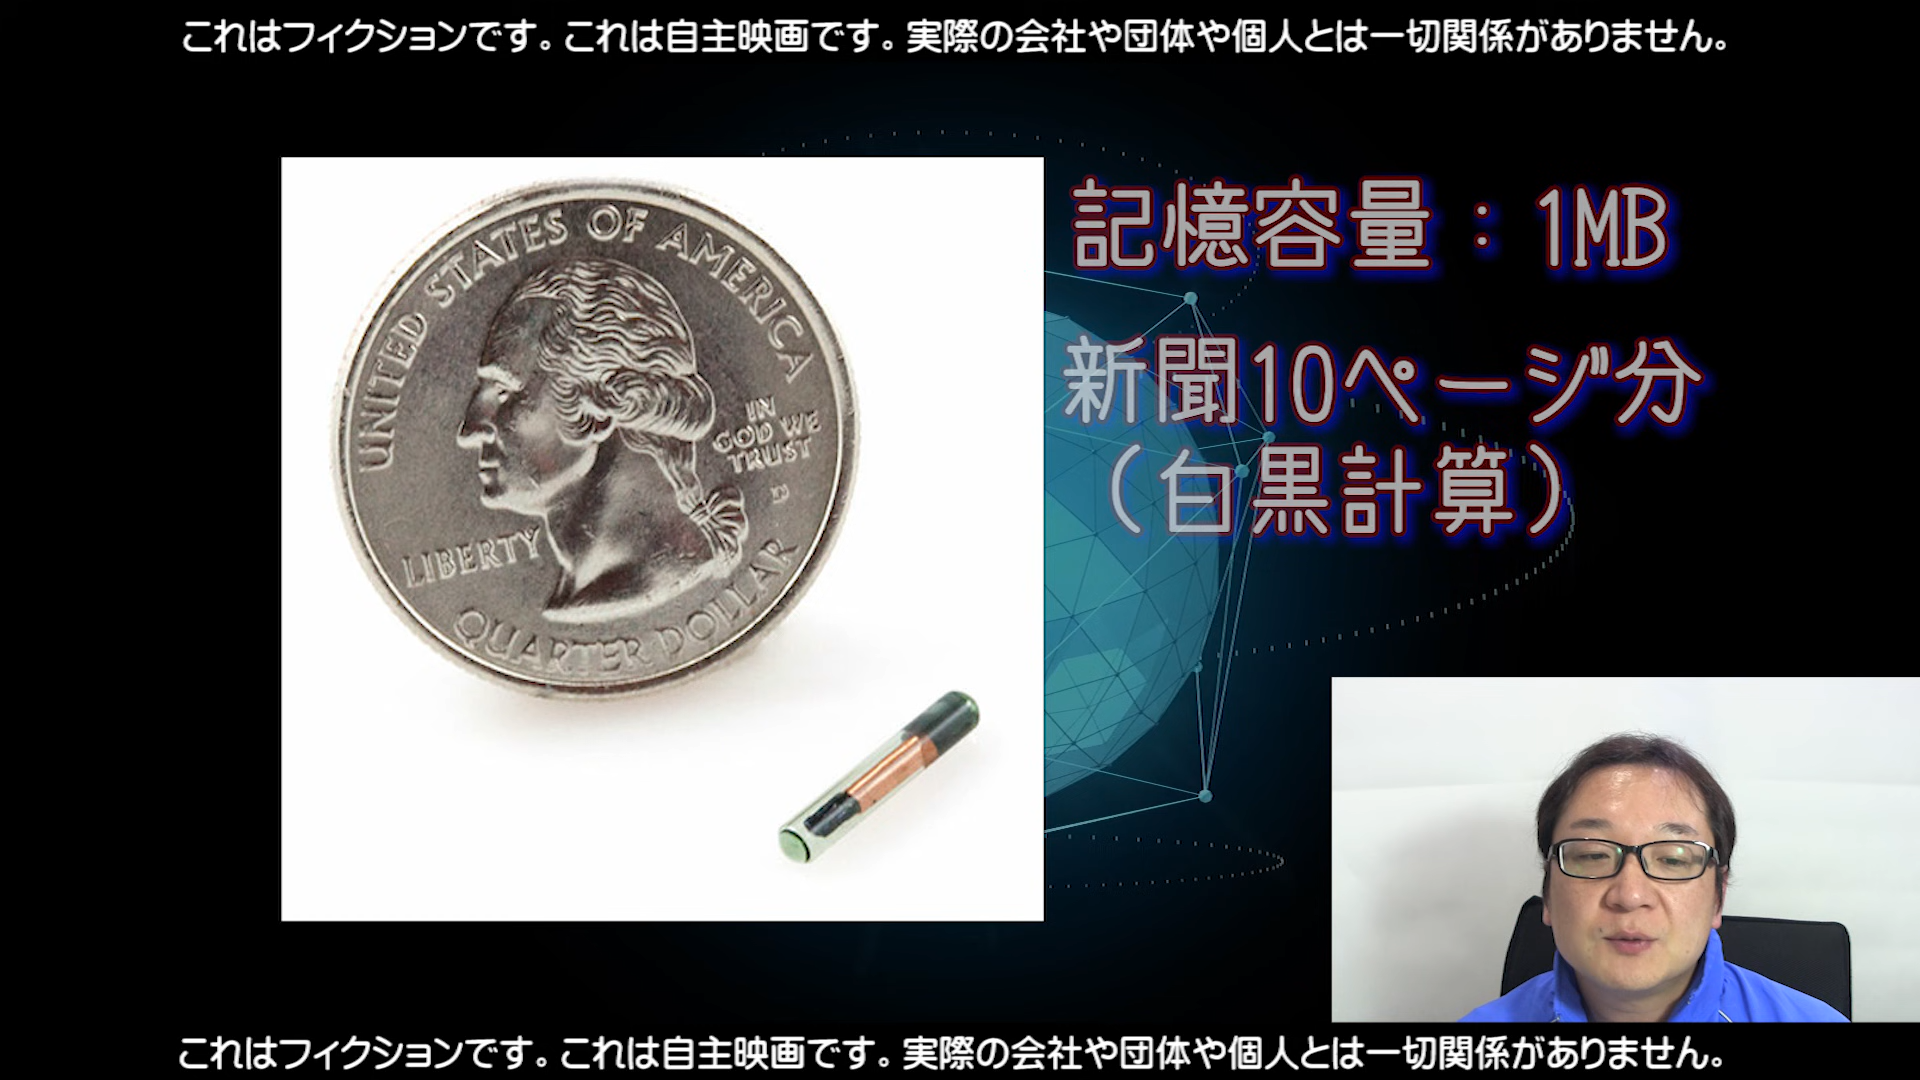 これはフィクションです。これは自主映画です。実際の会社や団体や個人とは一切関係がありません。
UNITED STATES OF AMERICA
IN
GOD WE
TRUST
D
LIBERTY
QUARTER DOLLAR
記憶容量：1MB
新聞10ページ分
（白黒計算）
これはフィクションです。これは自主映画です。実際の会社や団体や個人とは一切関係がありません。